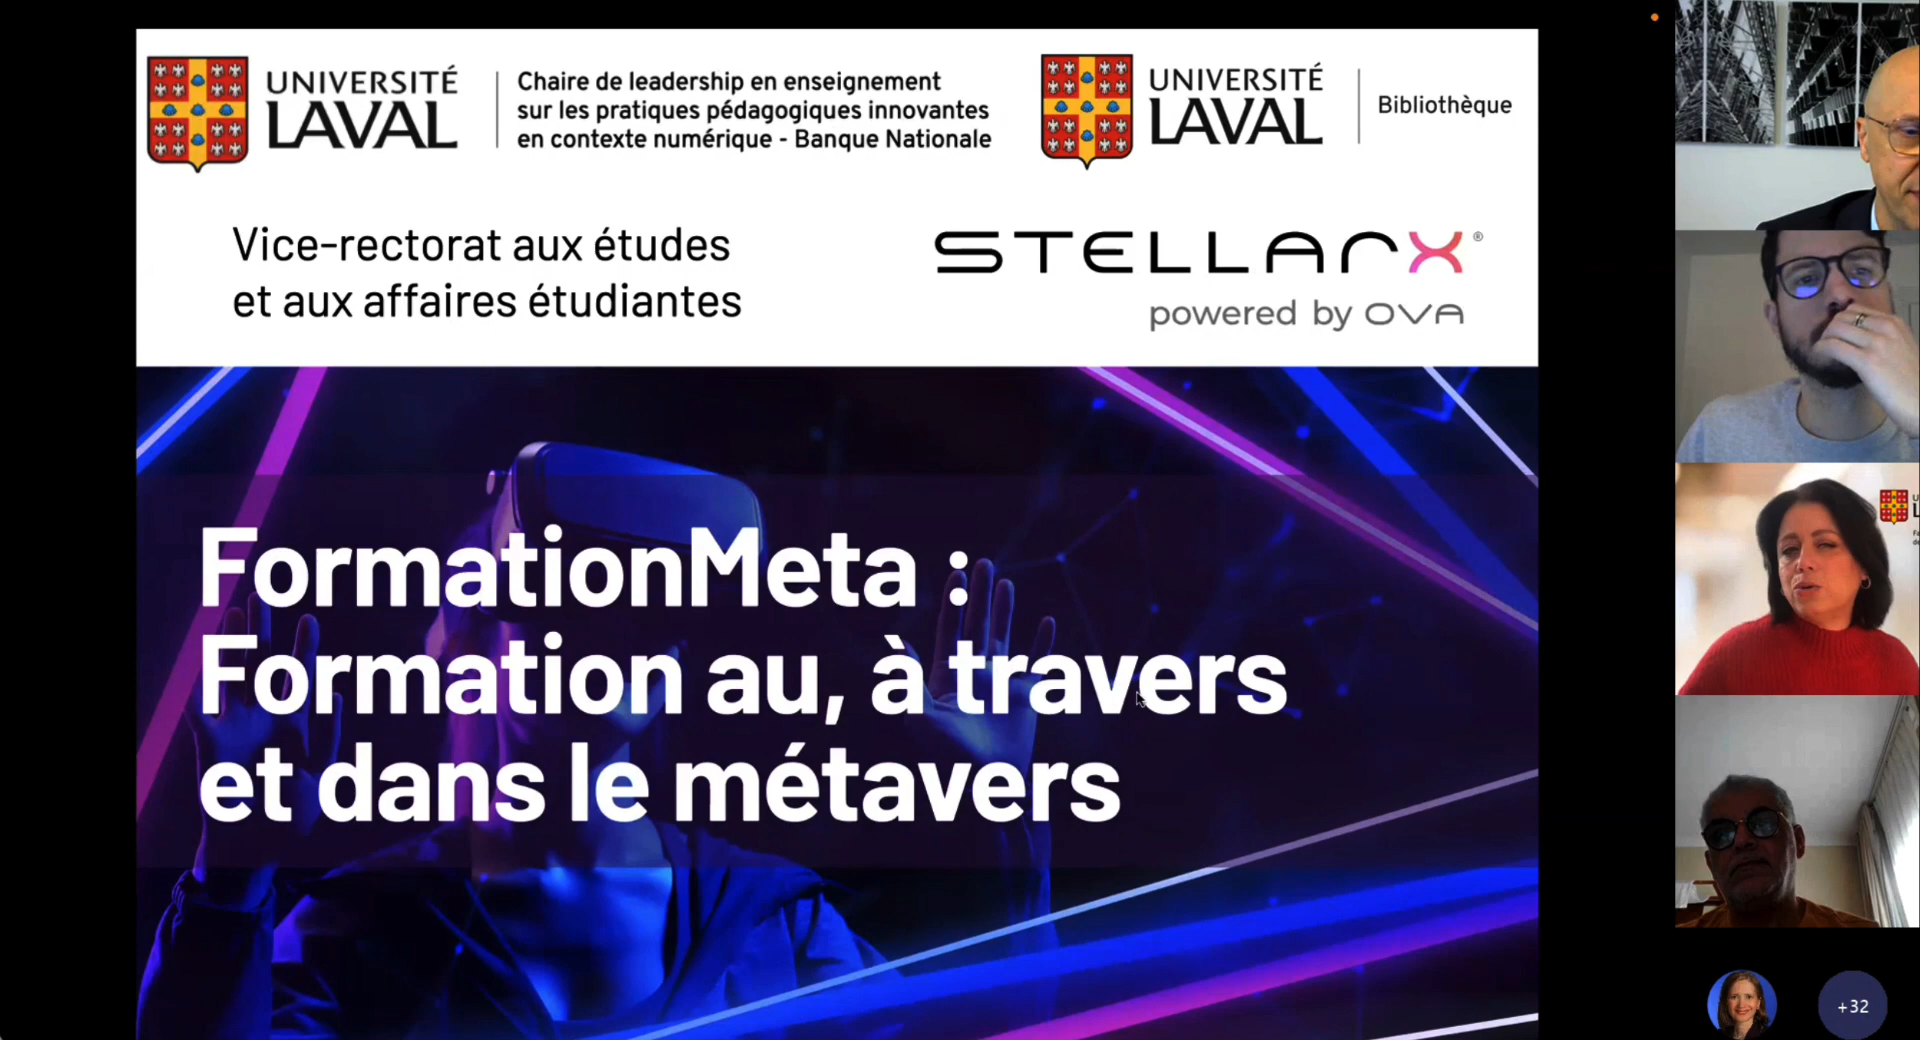 UNIVERSITÉ
LAVAL
Chaire de leadership en enseignement
sur les pratiques pédagogiques innovantes
en contexte numérique - Banque Nationale
UNIVERSITÉ
LAVAL
Bibliothèque
Vice-rectorat aux études
et aux affaires étudiantes
STELLARX®
powered by OVA
FormationMeta :
Formation au, à travers
et dans le métavers
+32